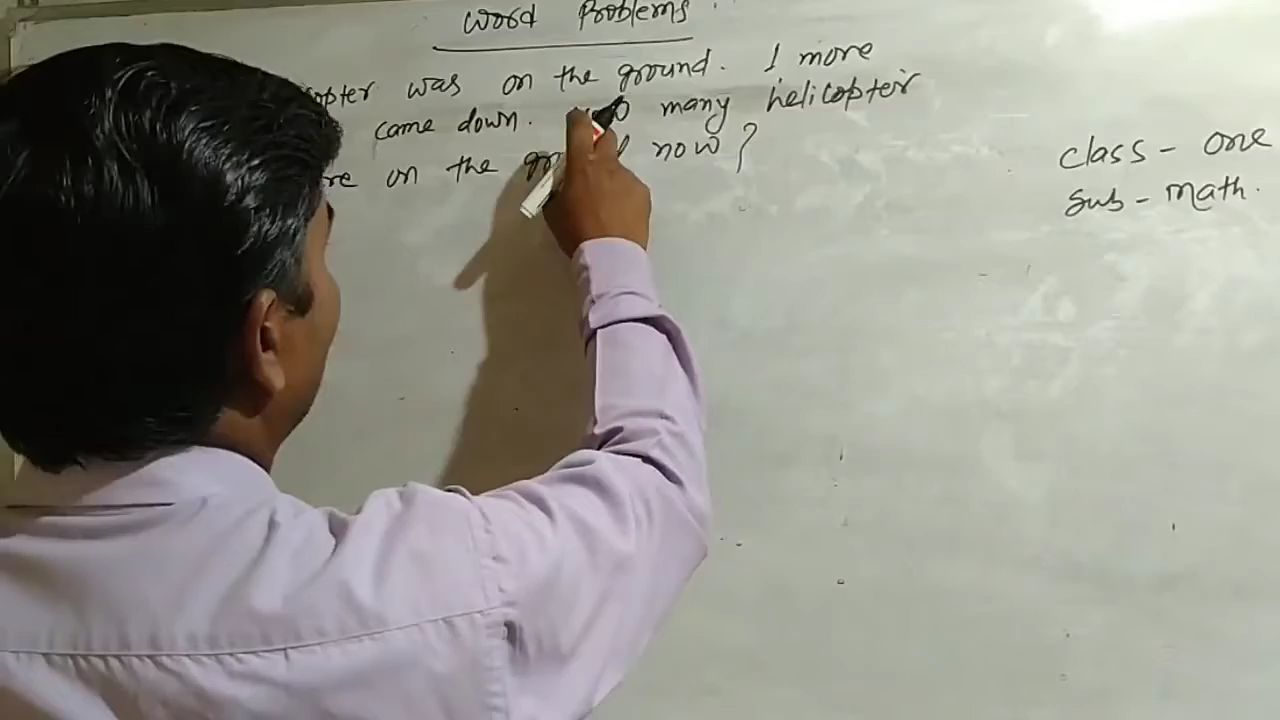 Word Problems.
was on the ground. 1 more
came down. many helicopter
on the now?
class - one
Sub - math.